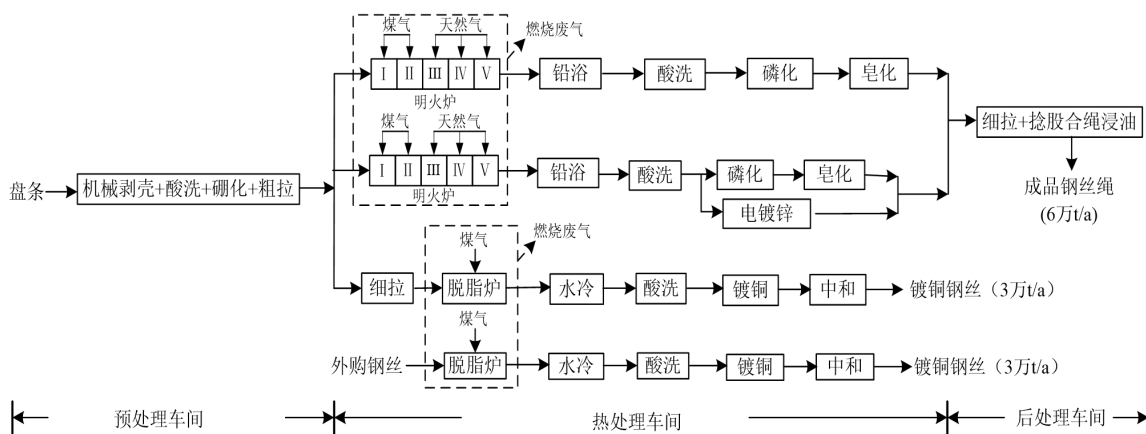 煤气 天然气 燃烧废气
Ⅰ Ⅱ Ⅲ Ⅳ Ⅴ 铅浴 酸洗 磷化 皂化
明火炉
煤气 天然气
细拉+捻股合绳浸油
Ⅰ Ⅱ Ⅲ Ⅳ Ⅴ 铅浴 酸洗 磷化 皂化
明火炉
盘条 机械剥壳+酸洗+硼化+粗拉
电镀锌
成品钢丝绳
(6万t/a)
煤气 燃烧废气
细拉 脱脂炉 水冷 酸洗 镀铜 中和 镀铜钢丝（3万t/a）
煤气
外购钢丝 脱脂炉 水冷 酸洗 镀铜 中和 镀铜钢丝（3万t/a）
预处理车间 热处理车间 后处理车间